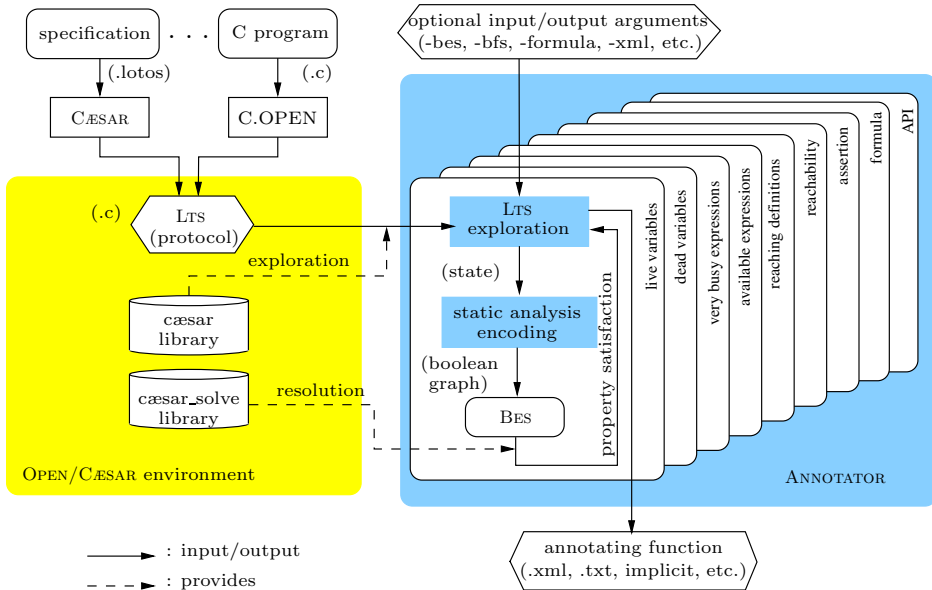 specification
. . .
C program
(.lotos)
(.c)
CÆSAR
C.OPEN
optional input/output arguments
(-bes, -bfs, -formula, -xml, etc.)
(.c)
LTS
(protocol)
exploration
cæsar
library
cæsar_solve
library
resolution
OPEN/CÆSAR environment
LTS
exploration
(state)
static analysis
encoding
(boolean
graph)
BES
property satisfaction
live variables
dead variables
very busy expressions
available expressions
reaching definitions
reachability
assertion
formula
API
ANNOTATOR
annotating function
(.xml, .txt, implicit, etc.)
: input/output
: provides